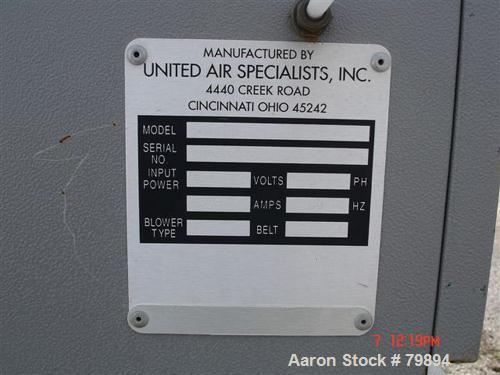 MANUFACTURED BY
UNITED AIR SPECIALISTS, INC.
4440 CREEK ROAD
CINCINNATI OHIO 45242
MODEL
SERIAL NO
INPUT POWER VOLTS PH
AMPS HZ
BLOWER TYPE BELT
7 12:19PM
Aaron Stock # 79894